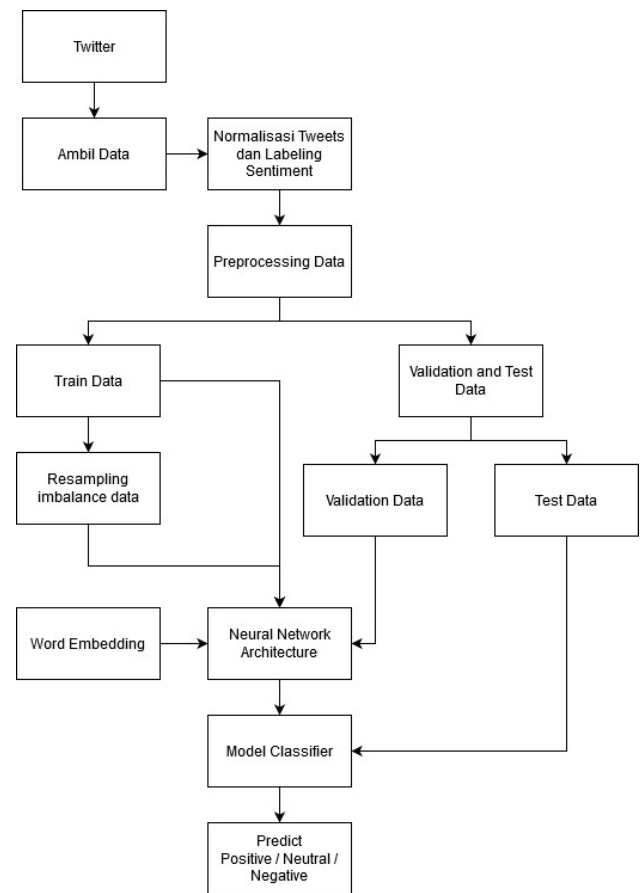 Twitter
Ambil Data
Normalisasi Tweets
dan Labeling
Sentiment
Preprocessing Data
Train Data
Validation and Test
Data
Resampling
imbalance data
Validation Data
Test Data
Word Embedding
Neural Network
Architecture
Model Classifier
Predict
Positive / Neutral /
Negative